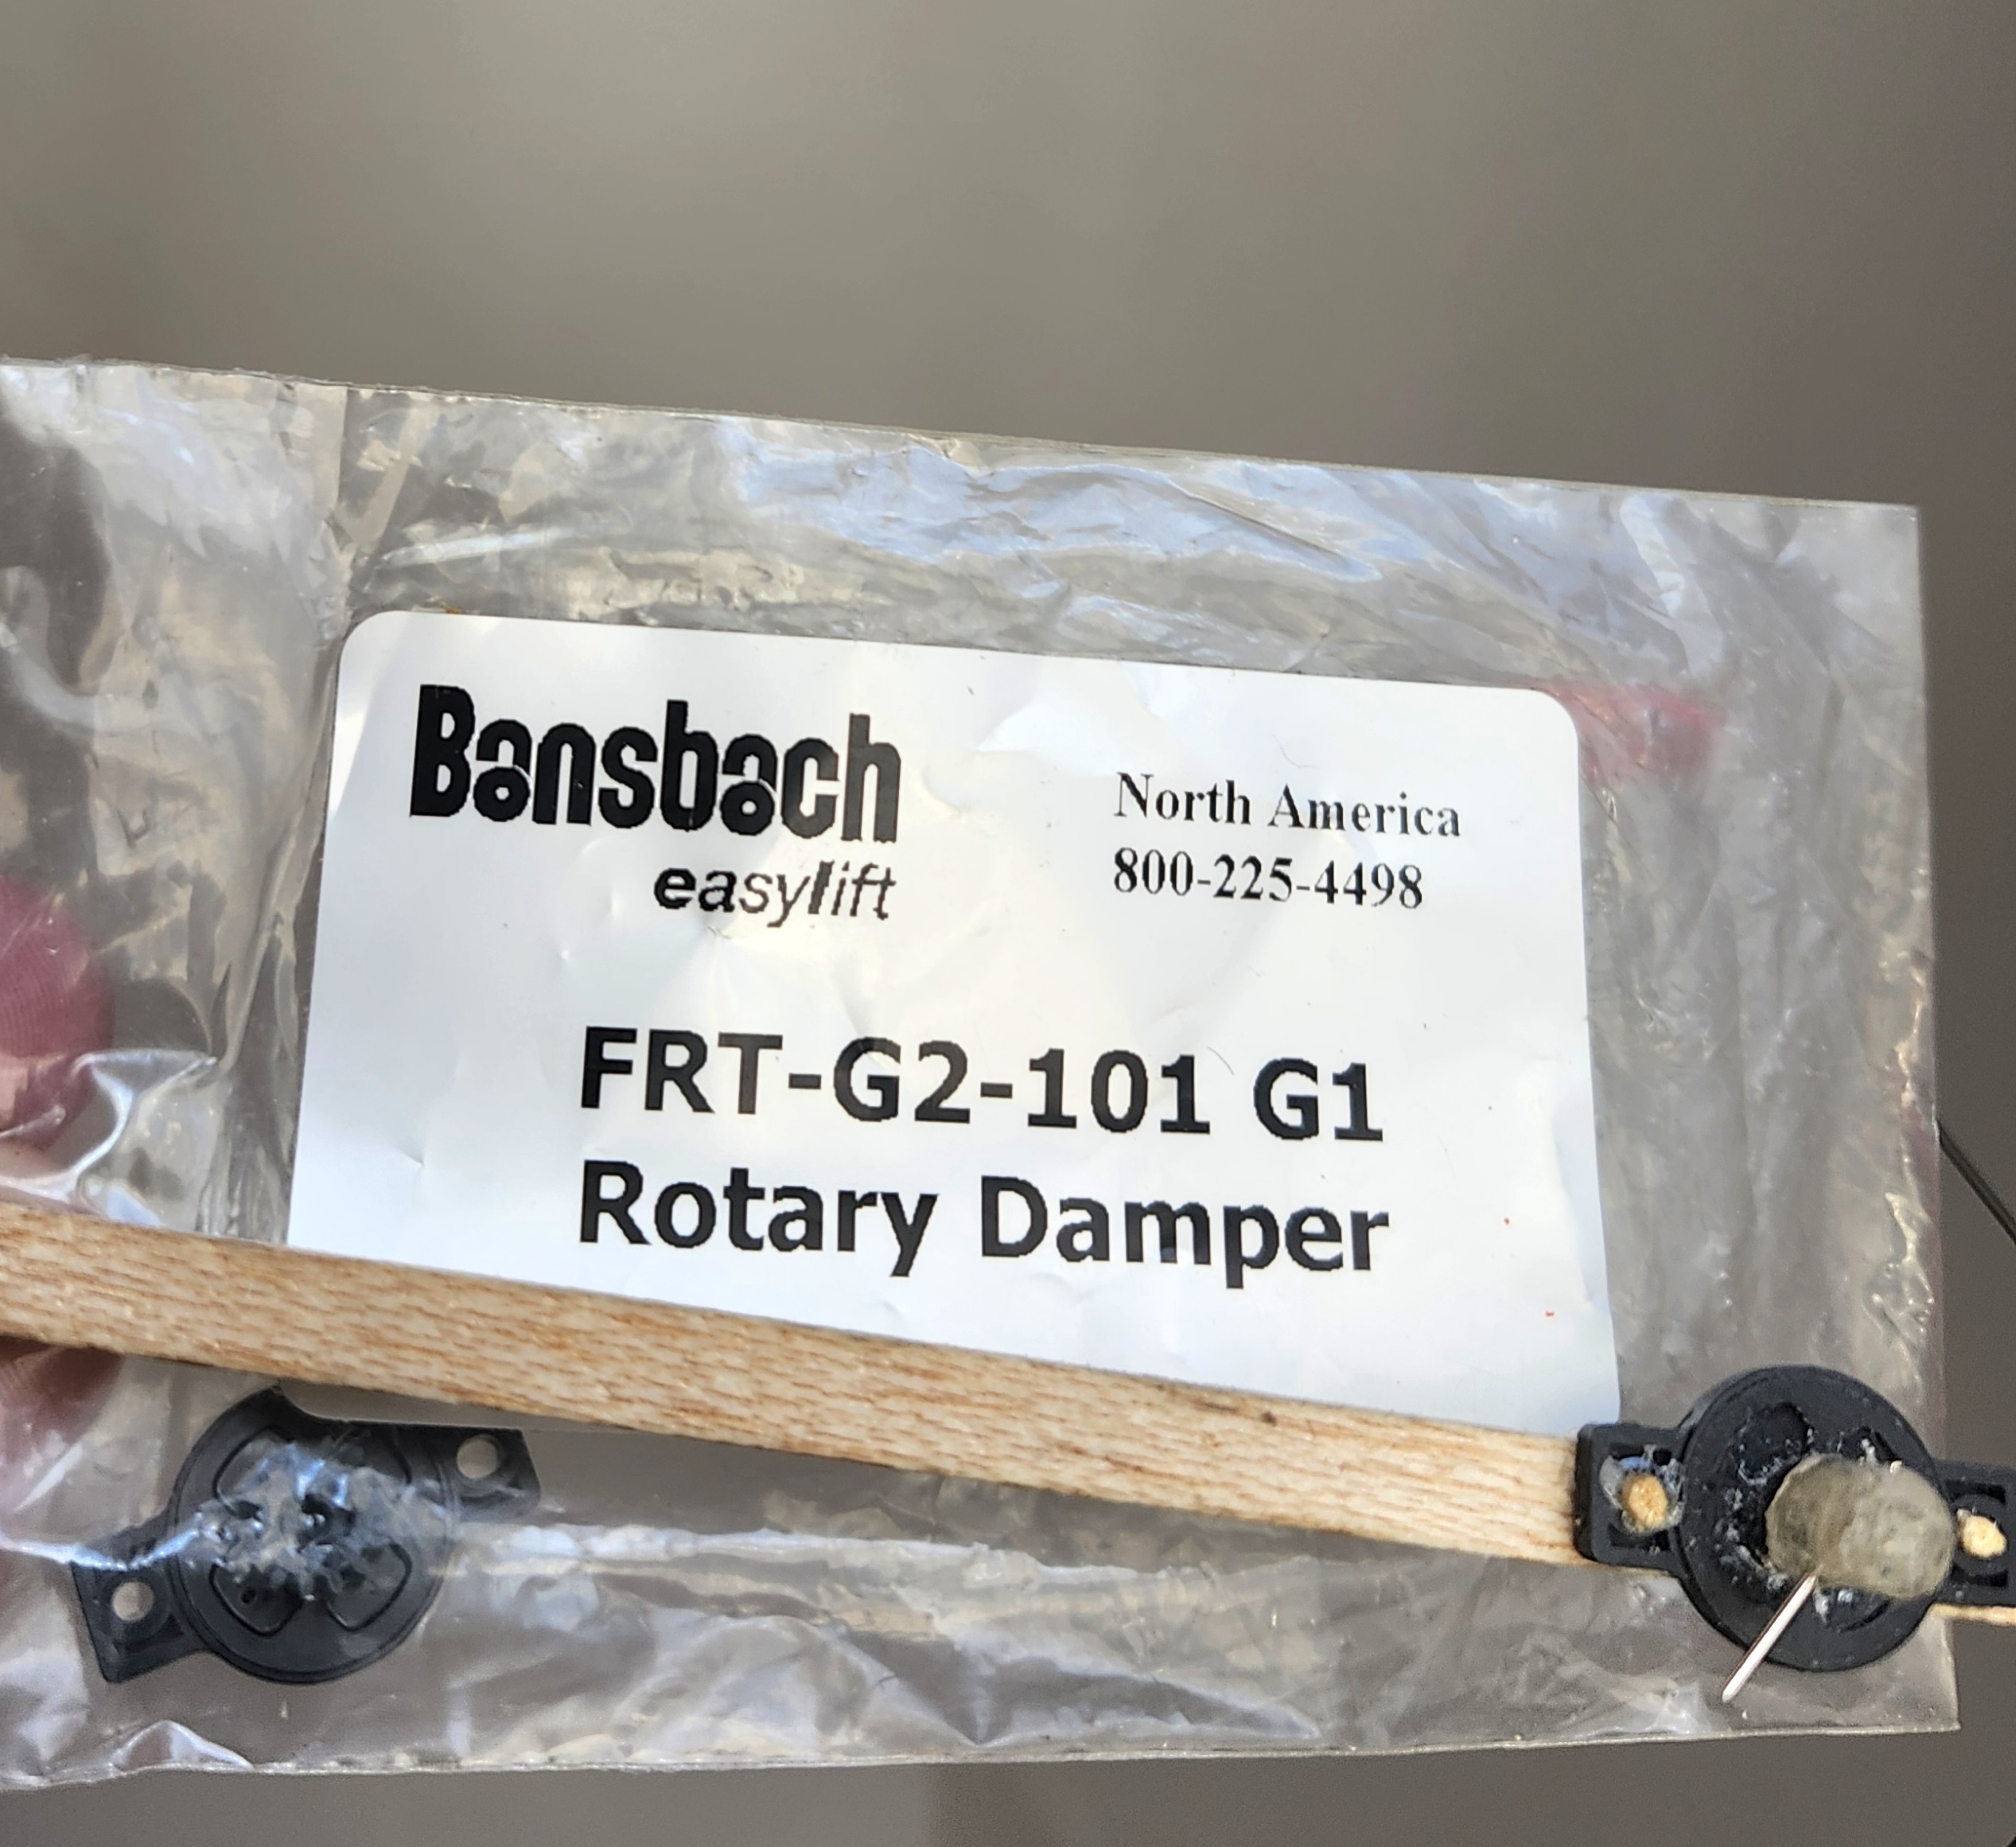 Bansbach
easylift
North America
800-225-4498
FRT-G2-101 G1
Rotary Damper